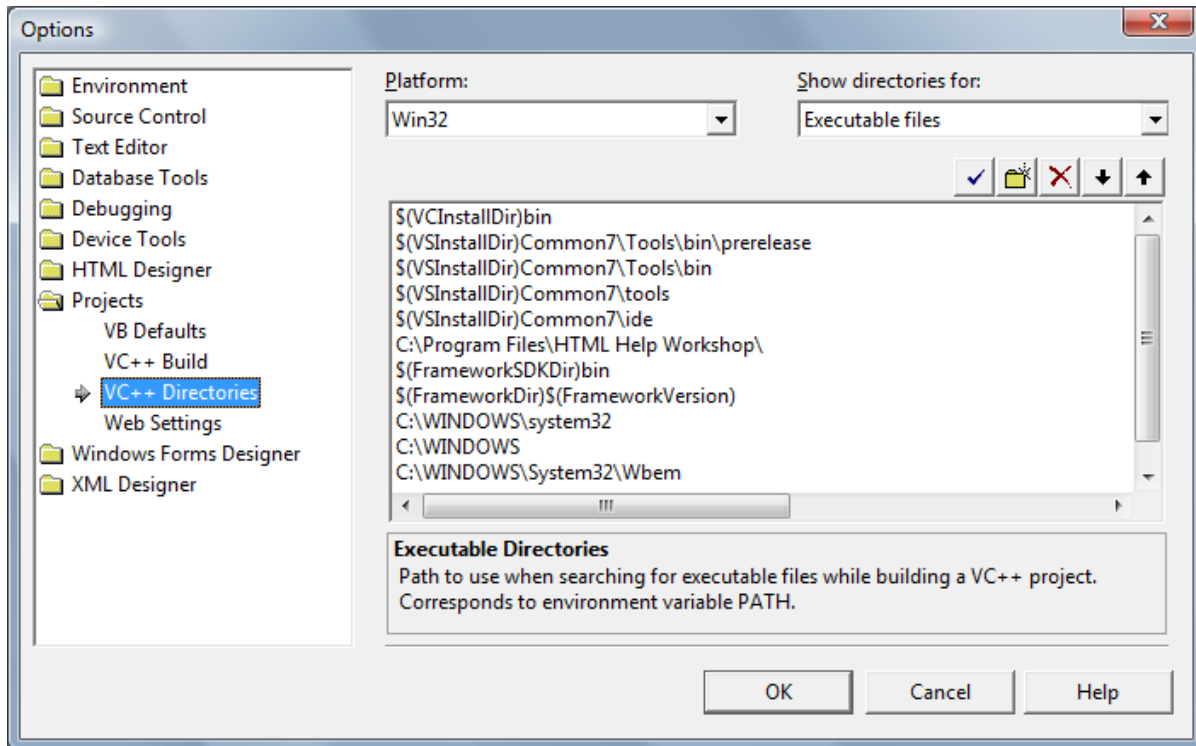 Options
Environment
Source Control
Text Editor
Database Tools
Debugging
Device Tools
HTML Designer
Projects
VB Defaults
VC++ Build
VC++ Directories
Web Settings
Windows Forms Designer
XML Designer
Platform:
Win32
Show directories for:
Executable files
$(VCInstallDir)bin
$(VSInstallDir)Common7\Tools\bin\prerelease
$(VSInstallDir)Common7\Tools\bin
$(VSInstallDir)Common7\tools
$(VSInstallDir)Common7\ide
C:\Program Files\HTML Help Workshop\
$(FrameworkSDKDir)bin
$(FrameworkDir)$(FrameworkVersion)
C:\WINDOWS\system32
C:\WINDOWS
C:\WINDOWS\System32\Wbem
Executable Directories
Path to use when searching for executable files while building a VC++ project.
Corresponds to environment variable PATH.
OK
Cancel
Help